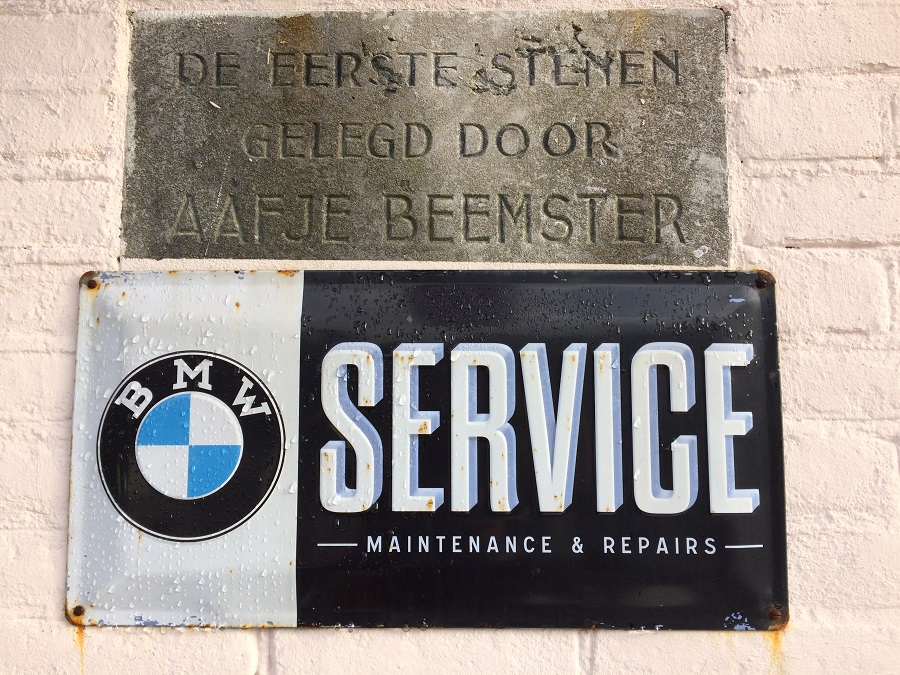 DE EERSTE STENEN
GELEGD DOOR
AAFJE BEEMSTER
BMW
SERVICE
MAINTENANCE & REPAIRS